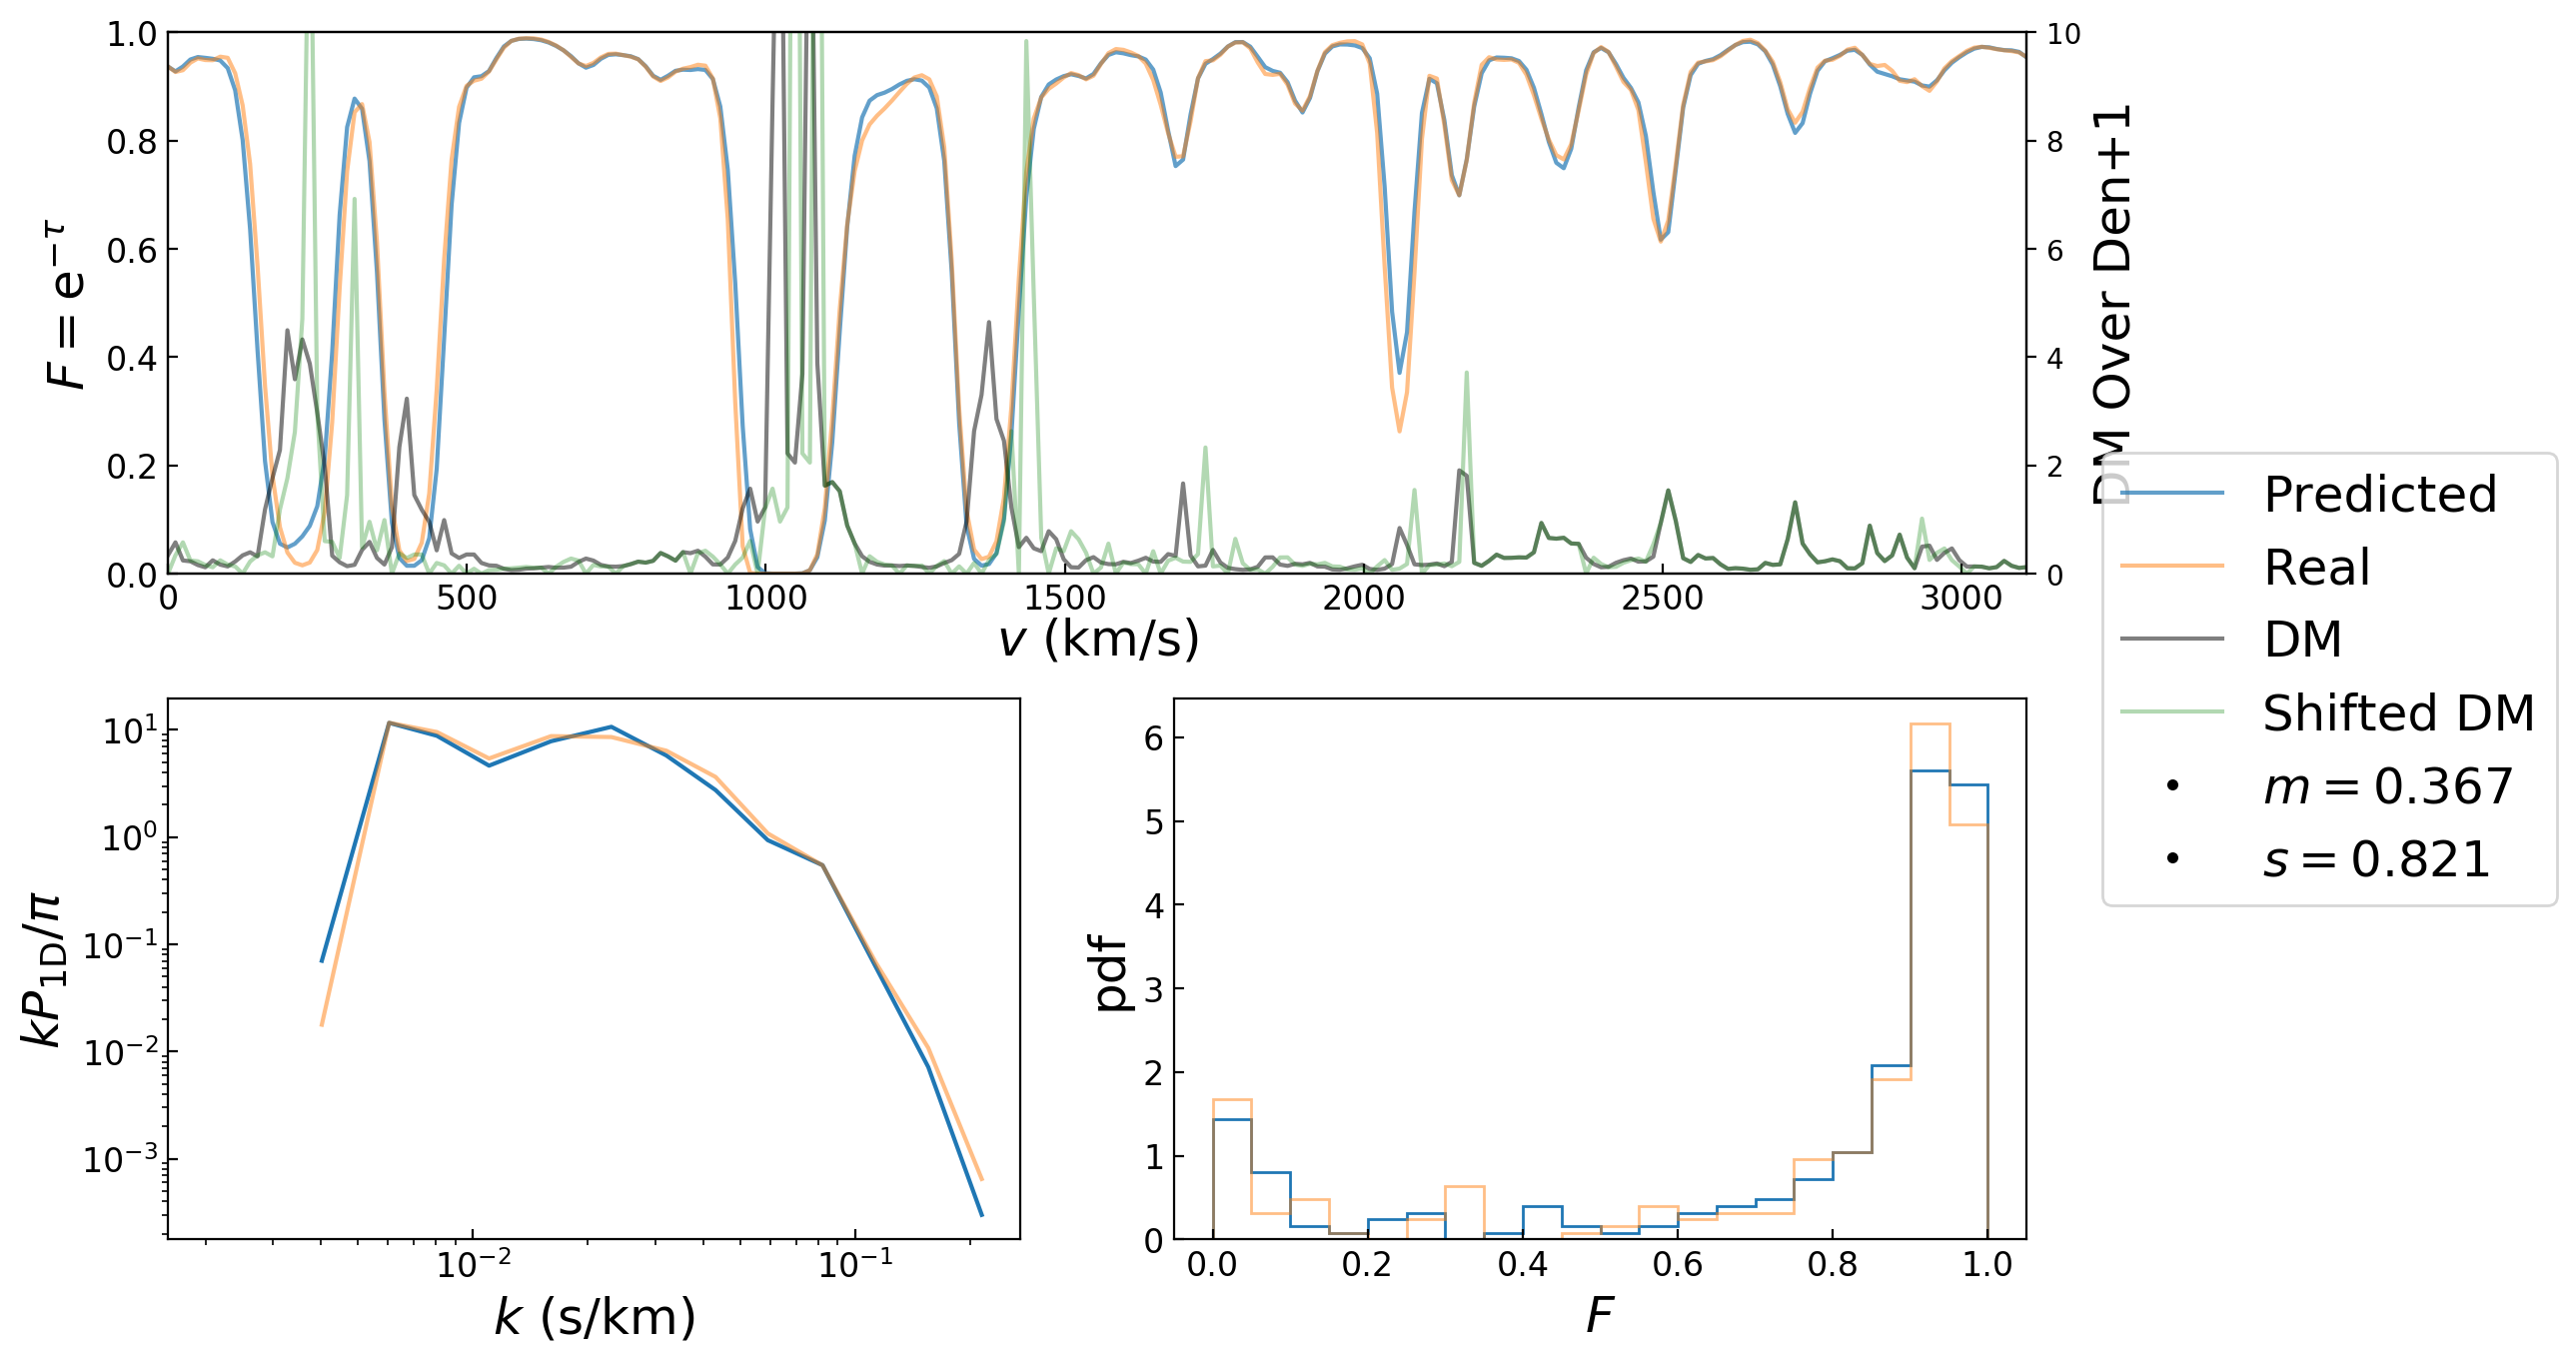 1.0
0.8
0.6
0.4
0.2
0.0
F = e^{−τ}
10
8
6
4
2
0
DM Over Den+1
0 500 1000 1500 2000 2500 3000
v (km/s)
Predicted
Real
DM
Shifted DM
m = 0.367
s = 0.821
10^1
10^0
10^{−1}
10^{−2}
10^{−3}
kP_{1D}/π
10^{−2} 10^{−1}
k (s/km)
6
5
4
3
2
1
0
pdf
0.0 0.2 0.4 0.6 0.8 1.0
F